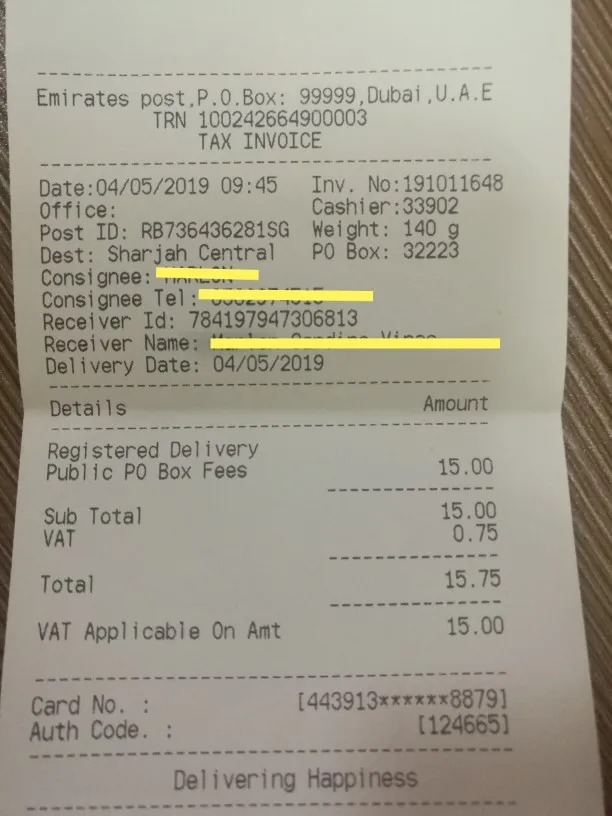 Emirates post,P.O.Box: 99999,Dubai,U.A.E
TRN 100242664900003
TAX INVOICE
Date:04/05/2019 09:45 Inv. No:191011648
Office: Cashier:33902
Post ID: RB736436281SG Weight: 140 g
Dest: Sharjah Central PO Box: 32223
Consignee:
Consignee Tel:
Receiver Id: 784197947306813
Receiver Name:
Delivery Date: 04/05/2019
Details Amount
Registered Delivery
Public PO Box Fees 15.00
Sub Total 15.00
VAT 0.75
Total 15.75
VAT Applicable On Amt 15.00
Card No. : [443913******8879]
Auth Code. : [124665]
Delivering Happiness